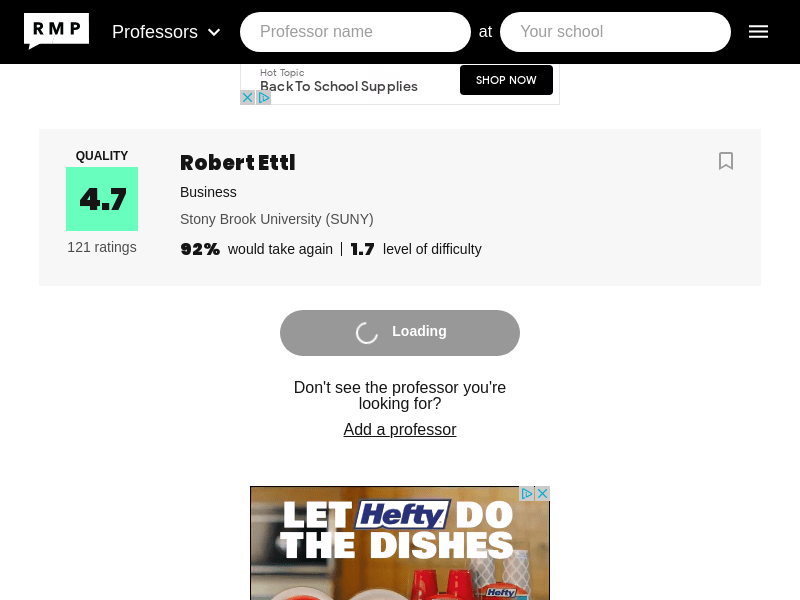 RMP
Professors
Professor name
at
Your school
Hot Topic
Back To School Supplies
SHOP NOW
QUALITY
4.7
121 ratings
Robert Ettl
Business
Stony Brook University (SUNY)
92% would take again | 1.7 level of difficulty
Loading
Don't see the professor you're
looking for?
Add a professor
LET Hefty DO
THE DISHES
Hefty